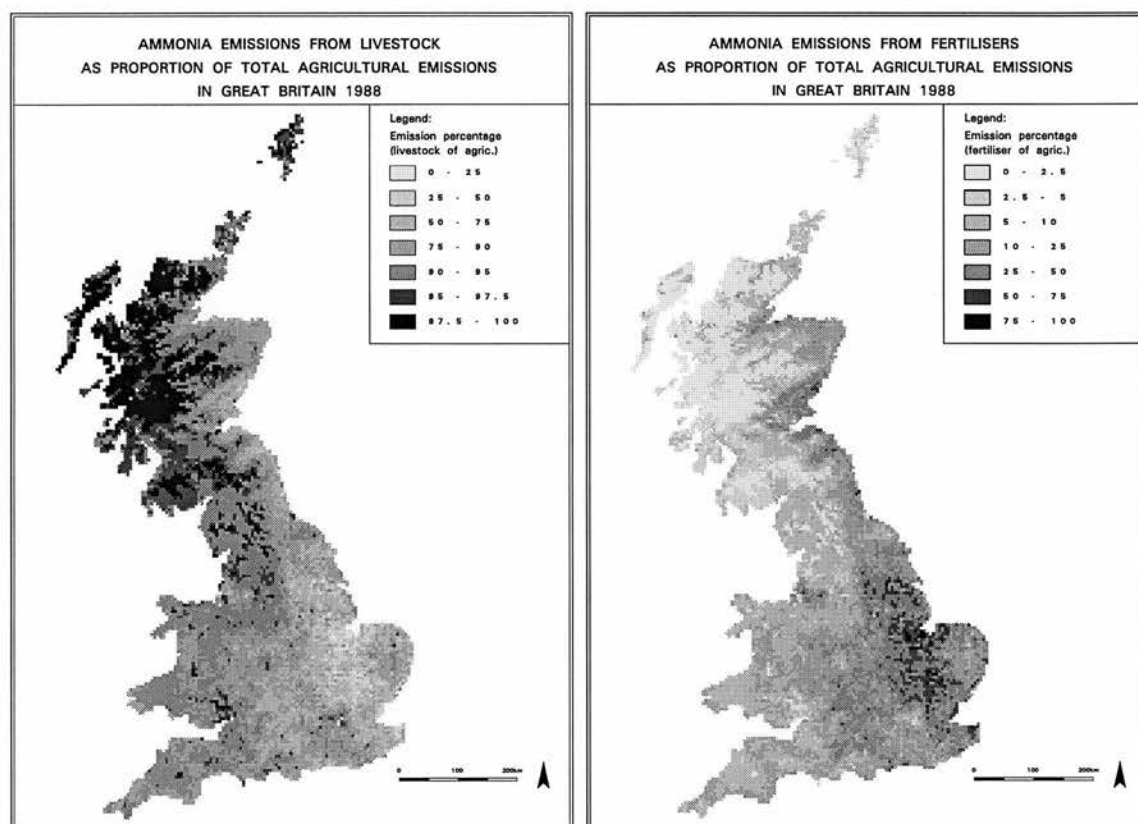 AMMONIA EMISSIONS FROM LIVESTOCK
AS PROPORTION OF TOTAL AGRICULTURAL EMISSIONS
IN GREAT BRITAIN 1988
Legend:
Emission percentage
(livestock of agric.)
0 - 25
25 - 50
50 - 75
75 - 90
90 - 95
95 - 97.5
97.5 - 100
0 100 200km
AMMONIA EMISSIONS FROM FERTILISERS
AS PROPORTION OF TOTAL AGRICULTURAL EMISSIONS
IN GREAT BRITAIN 1988
Legend:
Emission percentage
(fertiliser of agric.)
0 - 2.5
2.5 - 5
5 - 10
10 - 25
25 - 50
50 - 75
75 - 100
0 100 200km